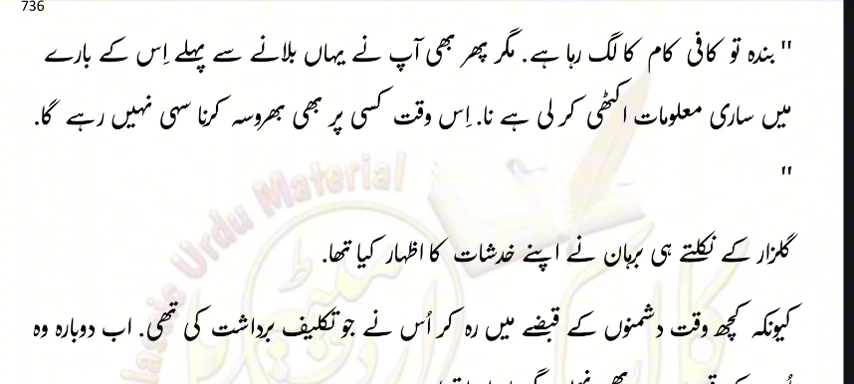 736
" بندہ تو کافی کام کا لگ رہا ہے. مگر پھر بھی آپ نے یہاں بلانے سے پہلے اِس کے بارے
میں ساری معلومات اکٹھی کر لی ہے نا. اِس وقت کسی پر بھی بھروسہ کرنا سہی نہیں رہے گا.
"
گلزار کے نکلتے ہی برہان نے اپنے خدشات کا اظہار کیا تھا.
کیونکہ کچھ وقت دشمنوں کے قبضے میں رہ کر اُس نے جو تکلیف برداشت کی تھی. اب دوبارہ وہ
Classic Urdu Material